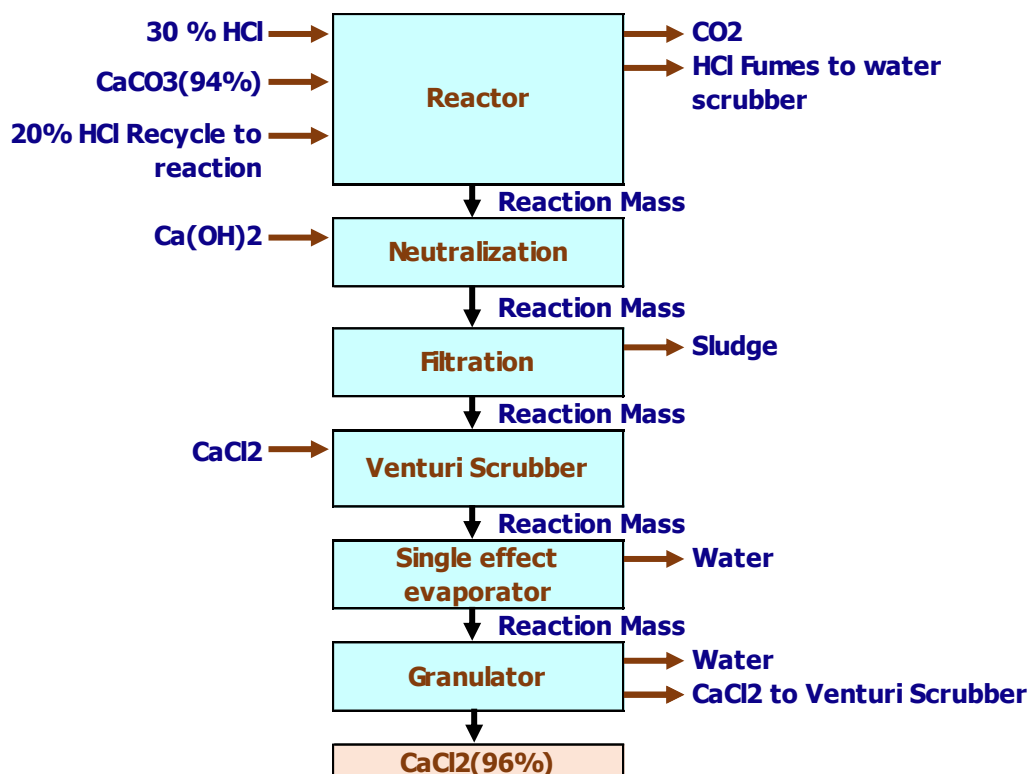 30 % HCl
CaCO3(94%)
20% HCl Recycle to
reaction
Reactor
CO2
HCl Fumes to water
scrubber
Reaction Mass
Ca(OH)2
Neutralization
Reaction Mass
Filtration
Sludge
Reaction Mass
CaCl2
Venturi Scrubber
Reaction Mass
Single effect
evaporator
Water
Reaction Mass
Granulator
Water
CaCl2 to Venturi Scrubber
CaCl2(96%)